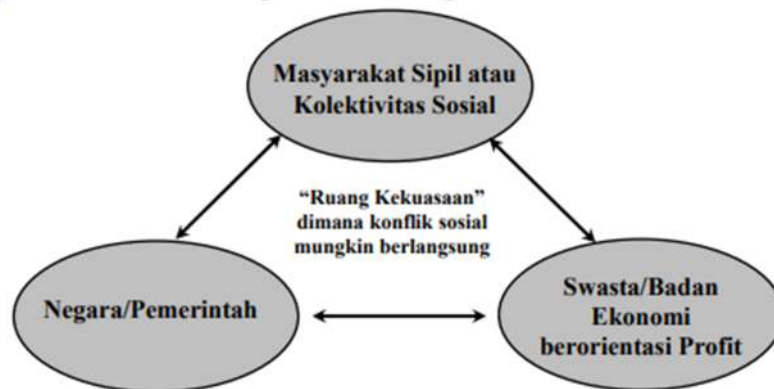 Masyarakat Sipil atau
Kolektivitas Sosial
“Ruang Kekuasaan”
dimana konflik sosial
mungkin berlangsung
Negara/Pemerintah
Swasta/Badan
Ekonomi
berorientasi Profit